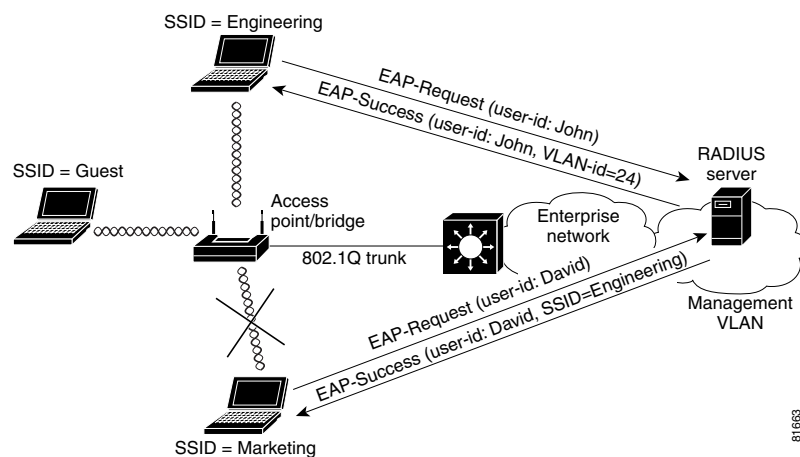 SSID = Engineering
EAP-Request (user-id: John)
EAP-Success (user-id: John, VLAN-id=24)
RADIUS
server
SSID = Guest
Access
point/bridge
802.1Q trunk
Enterprise
network
EAP-Request (user-id: David)
EAP-Success (user-id: David, SSID=Engineering)
Management
VLAN
SSID = Marketing
81663